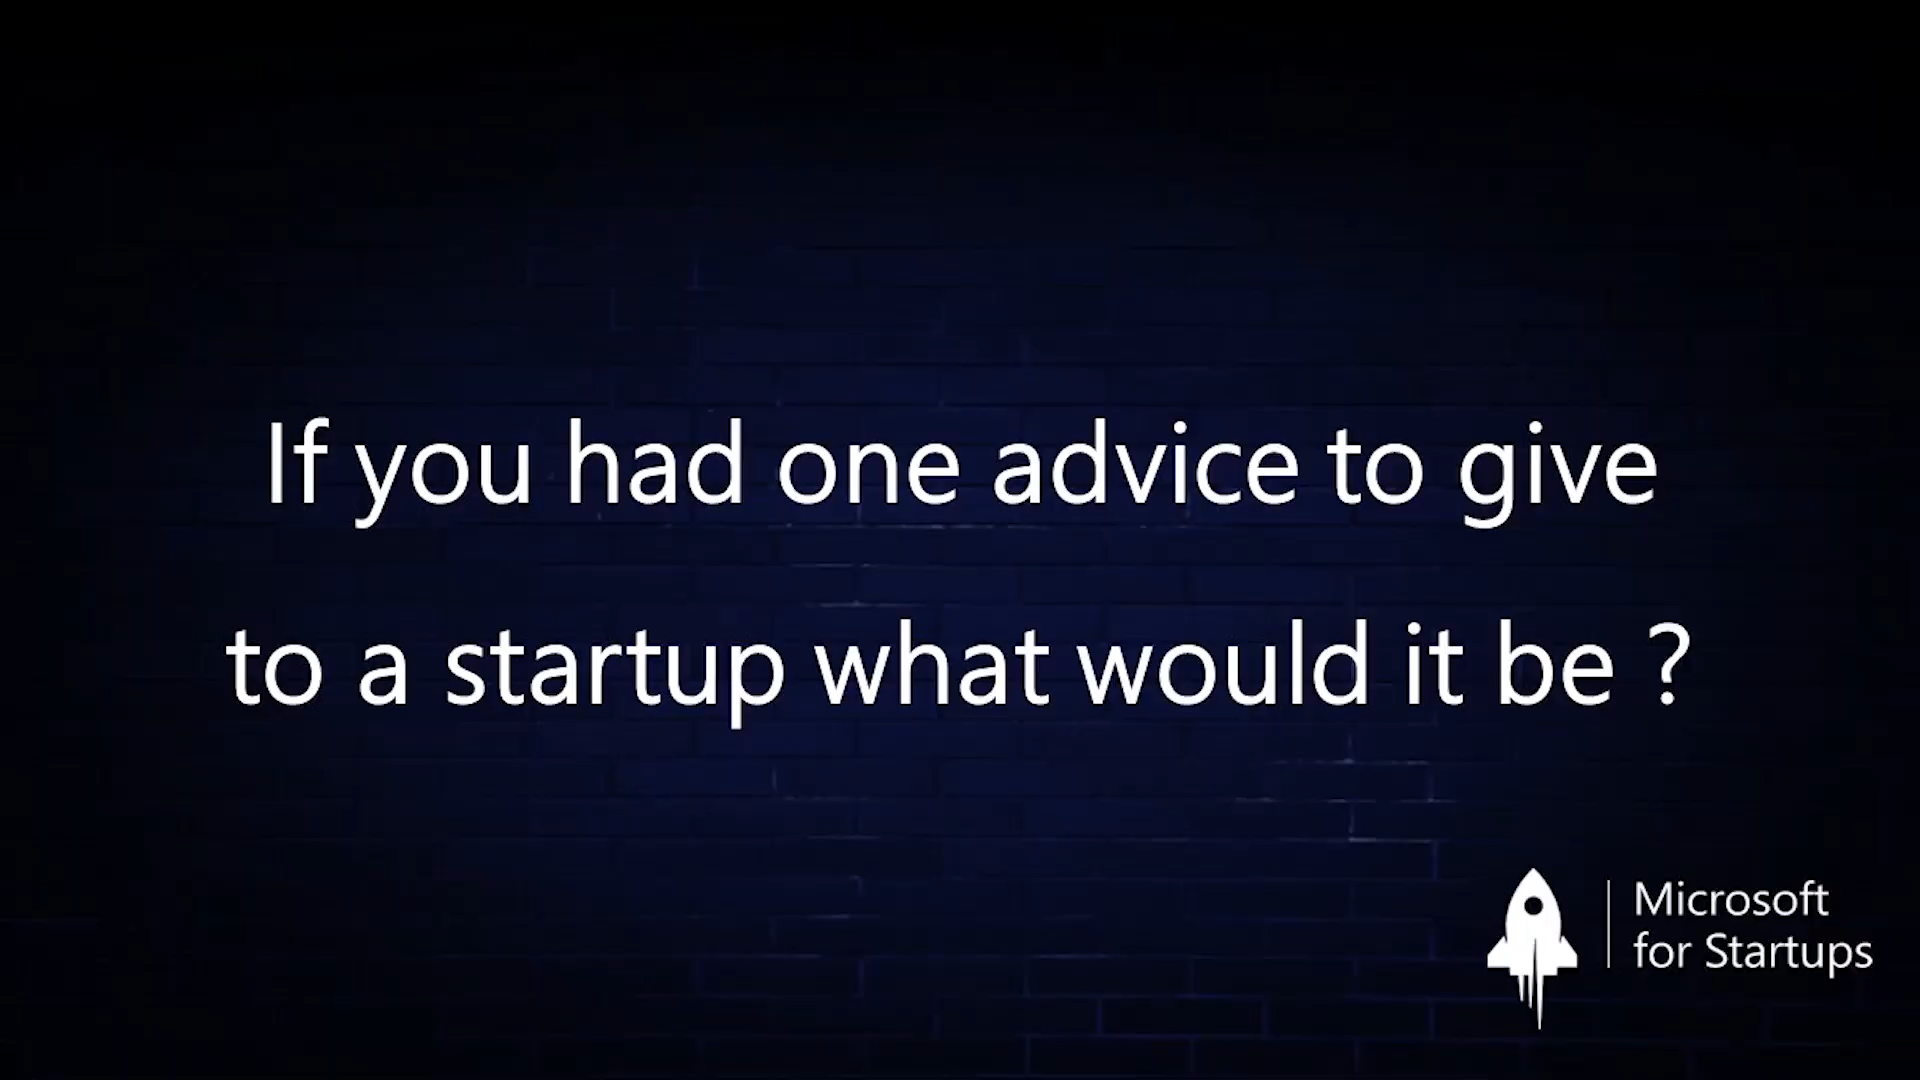 If you had one advice to give
to a startup what would it be ?
Microsoft
for Startups